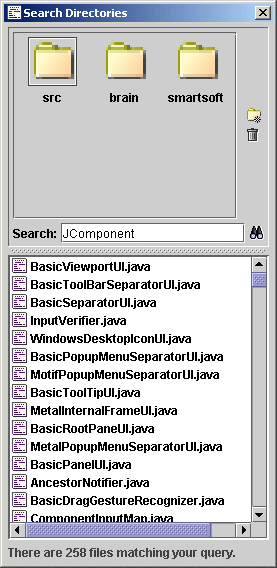 Search Directories
src brain smartsoft
Search: JComponent
BasicViewportUI.java
BasicToolBarSeparatorUI.java
BasicSeparatorUI.java
InputVerifier.java
WindowsDesktopIconUI.java
BasicPopupMenuSeparatorUI.java
MotifPopupMenuSeparatorUI.java
BasicToolTipUI.java
MetalInternalFrameUI.java
BasicRootPaneUI.java
MetalPopupMenuSeparatorUI.java
BasicPanelUI.java
AncestorNotifier.java
BasicDragGestureRecognizer.java
ComponentInputMap.java
There are 258 files matching your query.